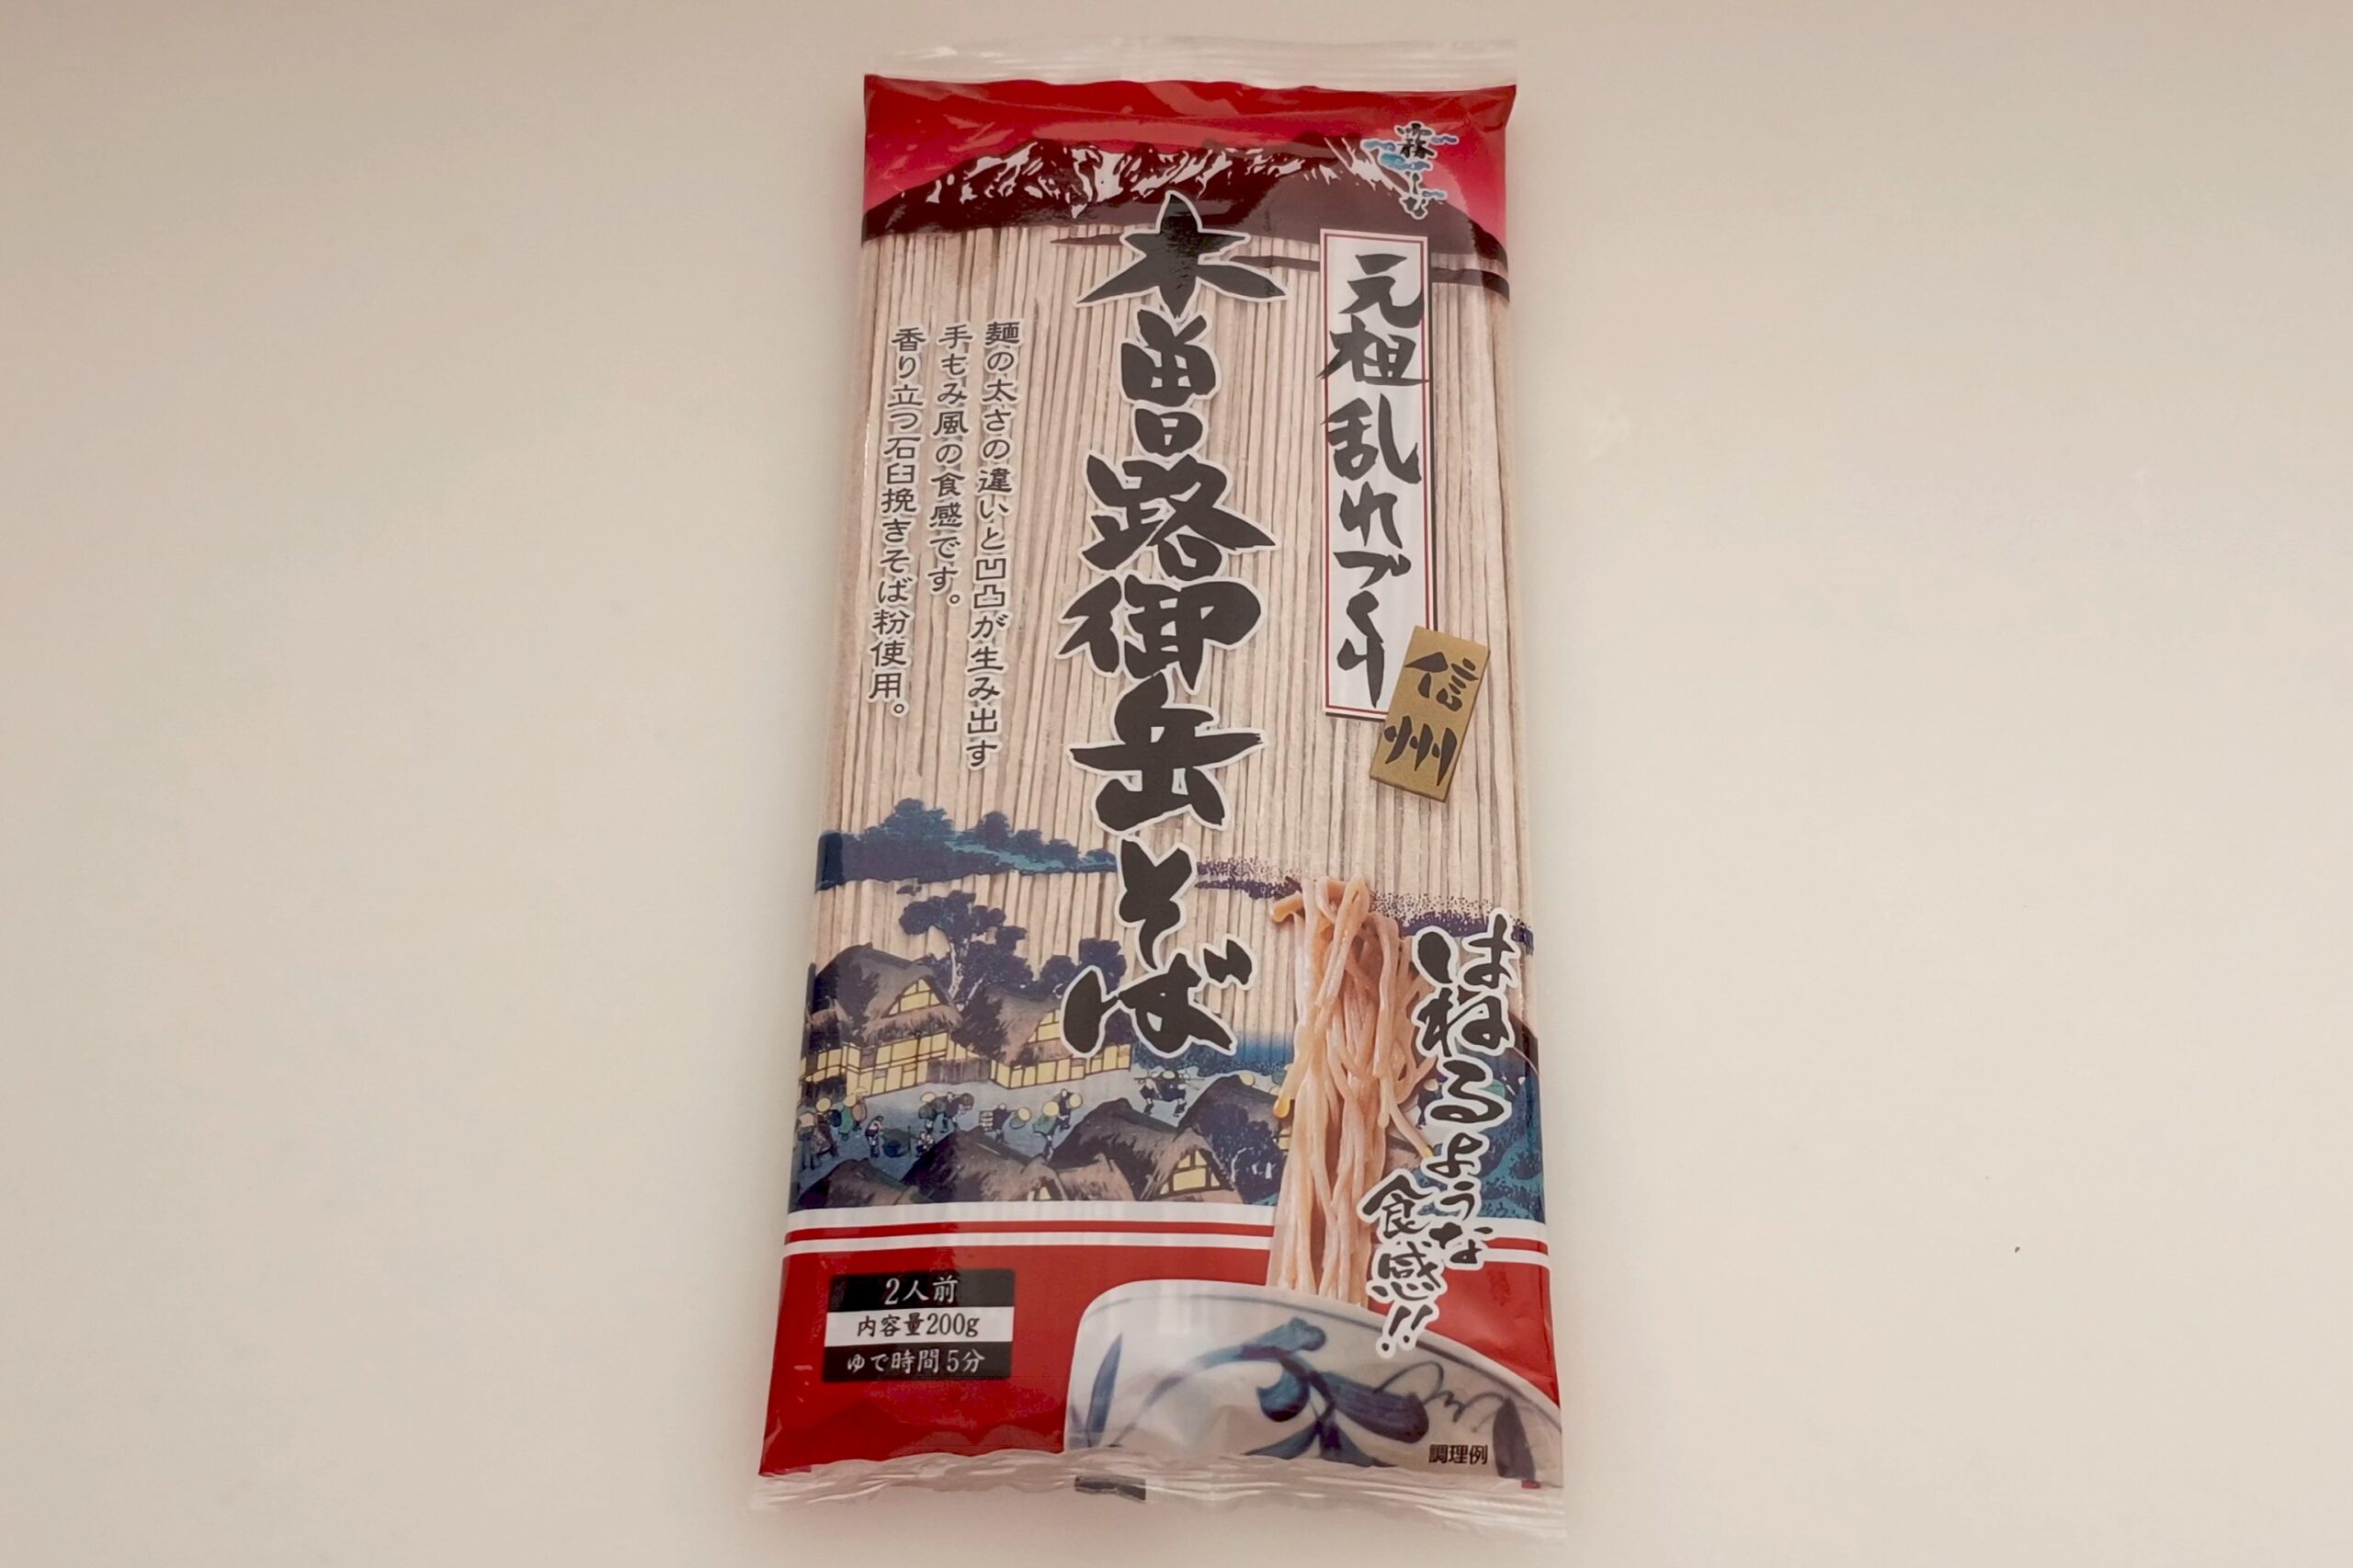 霧しな
元祖乱れづくり
信州
木曽路御岳そば
麺の太さの違いと凹凸が生み出す
手もみ風の食感です。
香り立つ石臼挽きそば粉使用。
はねるような
食感!!
2人前
内容量200g
ゆで時間5分
調理例